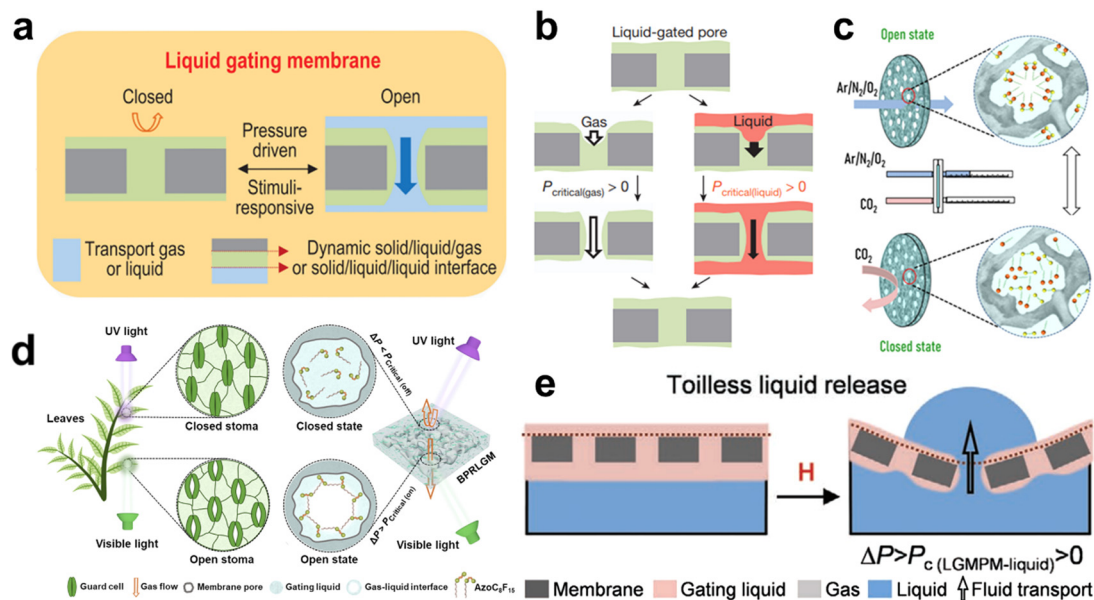 a
Liquid gating membrane
Closed
Open
Pressure
driven
Stimuli-
responsive
Transport gas
or liquid
Dynamic solid/liquid/gas
or solid/liquid/liquid interface
b
Liquid-gated pore
Gas
Liquid
Pcritical(gas) > 0
Pcritical(liquid) > 0
c
Open state
Ar/N2/O2
Ar/N2/O2
CO2
CO2
Closed state
d
UV light
Leaves
Visible light
Closed stoma
Open stoma
Closed state
Open state
ΔP < PCritical (off)
ΔP > PCritical (on)
UV light
BPRLGM
Visible light
Guard cell
Gas flow
Membrane pore
Gating liquid
Gas-liquid interface
AzoC8F15
e
Toilless liquid release
H
ΔP>Pc (LGMPM-liquid)>0
Membrane
Gating liquid
Gas
Liquid
Fluid transport